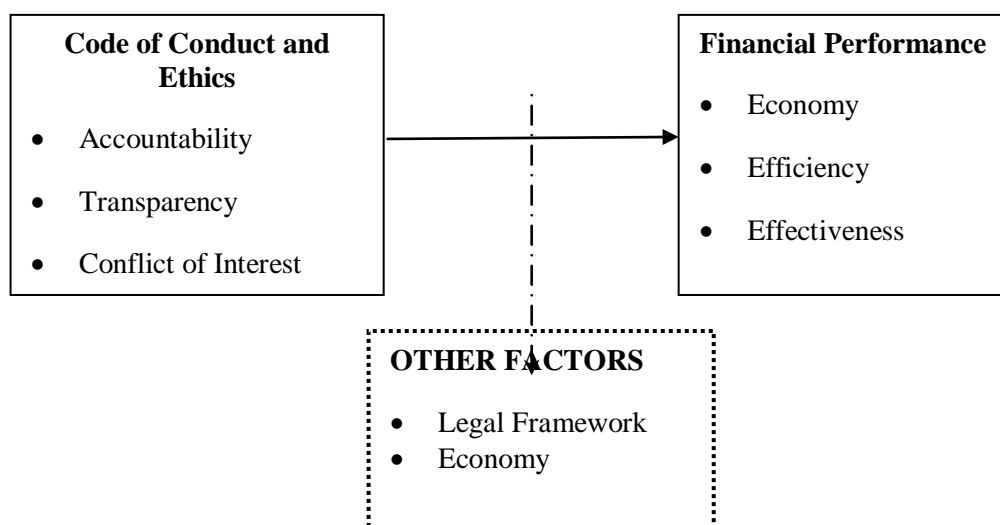 Code of Conduct and
Ethics
• Accountability
• Transparency
• Conflict of Interest
Financial Performance
• Economy
• Efficiency
• Effectiveness
OTHER FACTORS
• Legal Framework
• Economy